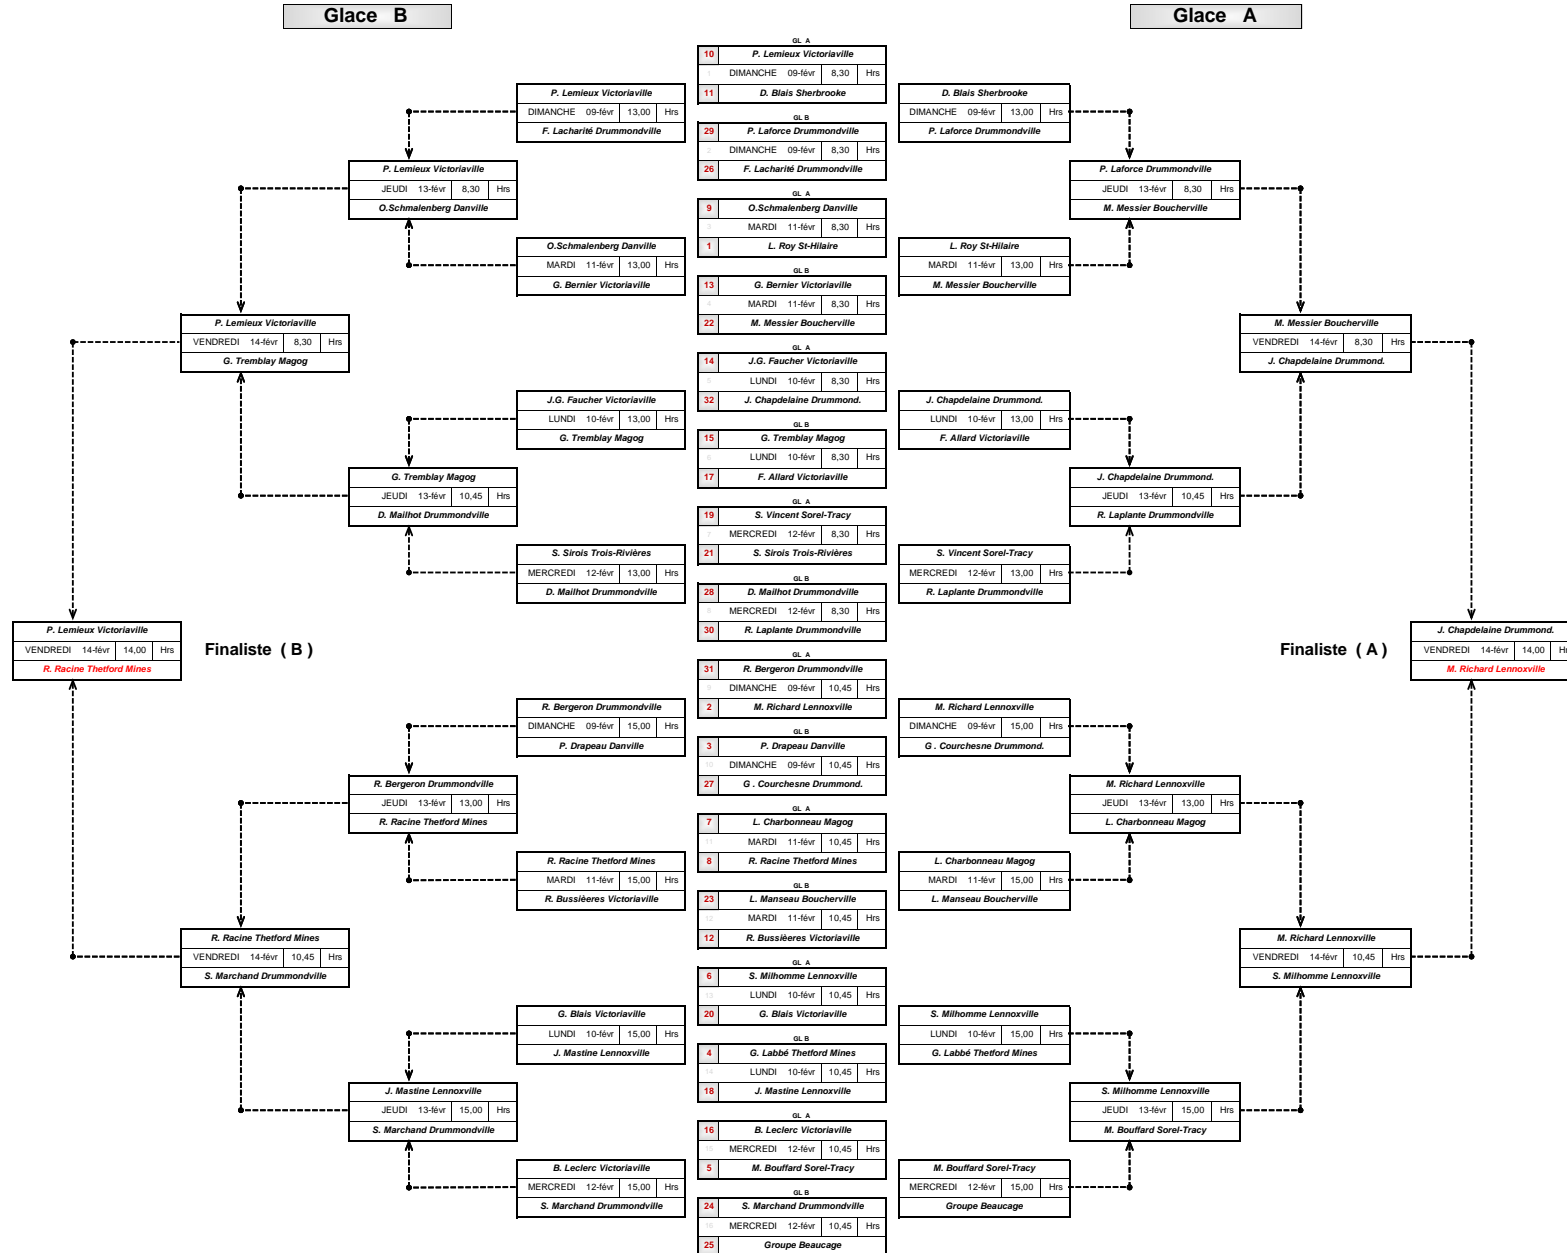 Glace B
Glace A
GL A
10 P. Lemieux Victoriaville
1 DIMANCHE 09-févr 8,30 Hrs
11 D. Blais Sherbrooke
GL B
29 P. Laforce Drummondville
2 DIMANCHE 09-févr 8,30 Hrs
26 F. Lacharité Drummondville
GL A
9 O.Schmalenberg Danville
3 MARDI 11-févr 8,30 Hrs
1 L. Roy St-Hilaire
GL B
13 G. Bernier Victoriaville
4 MARDI 11-févr 8,30 Hrs
22 M. Messier Boucherville
GL A
14 J.G. Faucher Victoriaville
5 LUNDI 10-févr 8,30 Hrs
32 J. Chapdelaine Drummond.
GL B
15 G. Tremblay Magog
6 LUNDI 10-févr 8,30 Hrs
17 F. Allard Victoriaville
GL A
19 S. Vincent Sorel-Tracy
7 MERCREDI 12-févr 8,30 Hrs
21 S. Sirois Trois-Rivières
GL B
28 D. Mailhot Drummondville
8 MERCREDI 12-févr 8,30 Hrs
30 R. Laplante Drummondville
GL A
31 R. Bergeron Drummondville
9 DIMANCHE 09-févr 10,45 Hrs
2 M. Richard Lennoxville
GL B
3 P. Drapeau Danville
10 DIMANCHE 09-févr 10,45 Hrs
27 G . Courchesne Drummond.
GL A
7 L. Charbonneau Magog
11 MARDI 11-févr 10,45 Hrs
8 R. Racine Thetford Mines
GL B
23 L. Manseau Boucherville
12 MARDI 11-févr 10,45 Hrs
12 R. Bussièeres Victoriaville
GL A
6 S. Milhomme Lennoxville
13 LUNDI 10-févr 10,45 Hrs
20 G. Blais Victoriaville
GL B
4 G. Labbé Thetford Mines
14 LUNDI 10-févr 10,45 Hrs
18 J. Mastine Lennoxville
GL A
16 B. Leclerc Victoriaville
15 MERCREDI 12-févr 10,45 Hrs
5 M. Bouffard Sorel-Tracy
GL B
24 S. Marchand Drummondville
16 MERCREDI 12-févr 10,45 Hrs
25 Groupe Beaucage
P. Lemieux Victoriaville
DIMANCHE 09-févr 13,00 Hrs
F. Lacharité Drummondville
P. Lemieux Victoriaville
JEUDI 13-févr 8,30 Hrs
O.Schmalenberg Danville
O.Schmalenberg Danville
MARDI 11-févr 13,00 Hrs
G. Bernier Victoriaville
P. Lemieux Victoriaville
VENDREDI 14-févr 8,30 Hrs
G. Tremblay Magog
J.G. Faucher Victoriaville
LUNDI 10-févr 13,00 Hrs
G. Tremblay Magog
G. Tremblay Magog
JEUDI 13-févr 10,45 Hrs
D. Mailhot Drummondville
S. Sirois Trois-Rivières
MERCREDI 12-févr 13,00 Hrs
D. Mailhot Drummondville
P. Lemieux Victoriaville
VENDREDI 14-févr 14,00 Hrs
R. Racine Thetford Mines
Finaliste ( B )
R. Bergeron Drummondville
DIMANCHE 09-févr 15,00 Hrs
P. Drapeau Danville
R. Bergeron Drummondville
JEUDI 13-févr 13,00 Hrs
R. Racine Thetford Mines
R. Racine Thetford Mines
MARDI 11-févr 15,00 Hrs
R. Bussièeres Victoriaville
R. Racine Thetford Mines
VENDREDI 14-févr 10,45 Hrs
S. Marchand Drummondville
G. Blais Victoriaville
LUNDI 10-févr 15,00 Hrs
J. Mastine Lennoxville
J. Mastine Lennoxville
JEUDI 13-févr 15,00 Hrs
S. Marchand Drummondville
B. Leclerc Victoriaville
MERCREDI 12-févr 15,00 Hrs
S. Marchand Drummondville
D. Blais Sherbrooke
DIMANCHE 09-févr 13,00 Hrs
P. Laforce Drummondville
P. Laforce Drummondville
JEUDI 13-févr 8,30 Hrs
M. Messier Boucherville
L. Roy St-Hilaire
MARDI 11-févr 13,00 Hrs
M. Messier Boucherville
M. Messier Boucherville
VENDREDI 14-févr 8,30 Hrs
J. Chapdelaine Drummond.
J. Chapdelaine Drummond.
LUNDI 10-févr 13,00 Hrs
F. Allard Victoriaville
J. Chapdelaine Drummond.
JEUDI 13-févr 10,45 Hrs
R. Laplante Drummondville
S. Vincent Sorel-Tracy
MERCREDI 12-févr 13,00 Hrs
R. Laplante Drummondville
Finaliste ( A )
J. Chapdelaine Drummond.
VENDREDI 14-févr 14,00 Hr
M. Richard Lennoxville
M. Richard Lennoxville
DIMANCHE 09-févr 15,00 Hrs
G . Courchesne Drummond.
M. Richard Lennoxville
JEUDI 13-févr 13,00 Hrs
L. Charbonneau Magog
L. Charbonneau Magog
MARDI 11-févr 15,00 Hrs
L. Manseau Boucherville
M. Richard Lennoxville
VENDREDI 14-févr 10,45 Hrs
S. Milhomme Lennoxville
S. Milhomme Lennoxville
LUNDI 10-févr 15,00 Hrs
G. Labbé Thetford Mines
S. Milhomme Lennoxville
JEUDI 13-févr 15,00 Hrs
M. Bouffard Sorel-Tracy
M. Bouffard Sorel-Tracy
MERCREDI 12-févr 15,00 Hrs
Groupe Beaucage